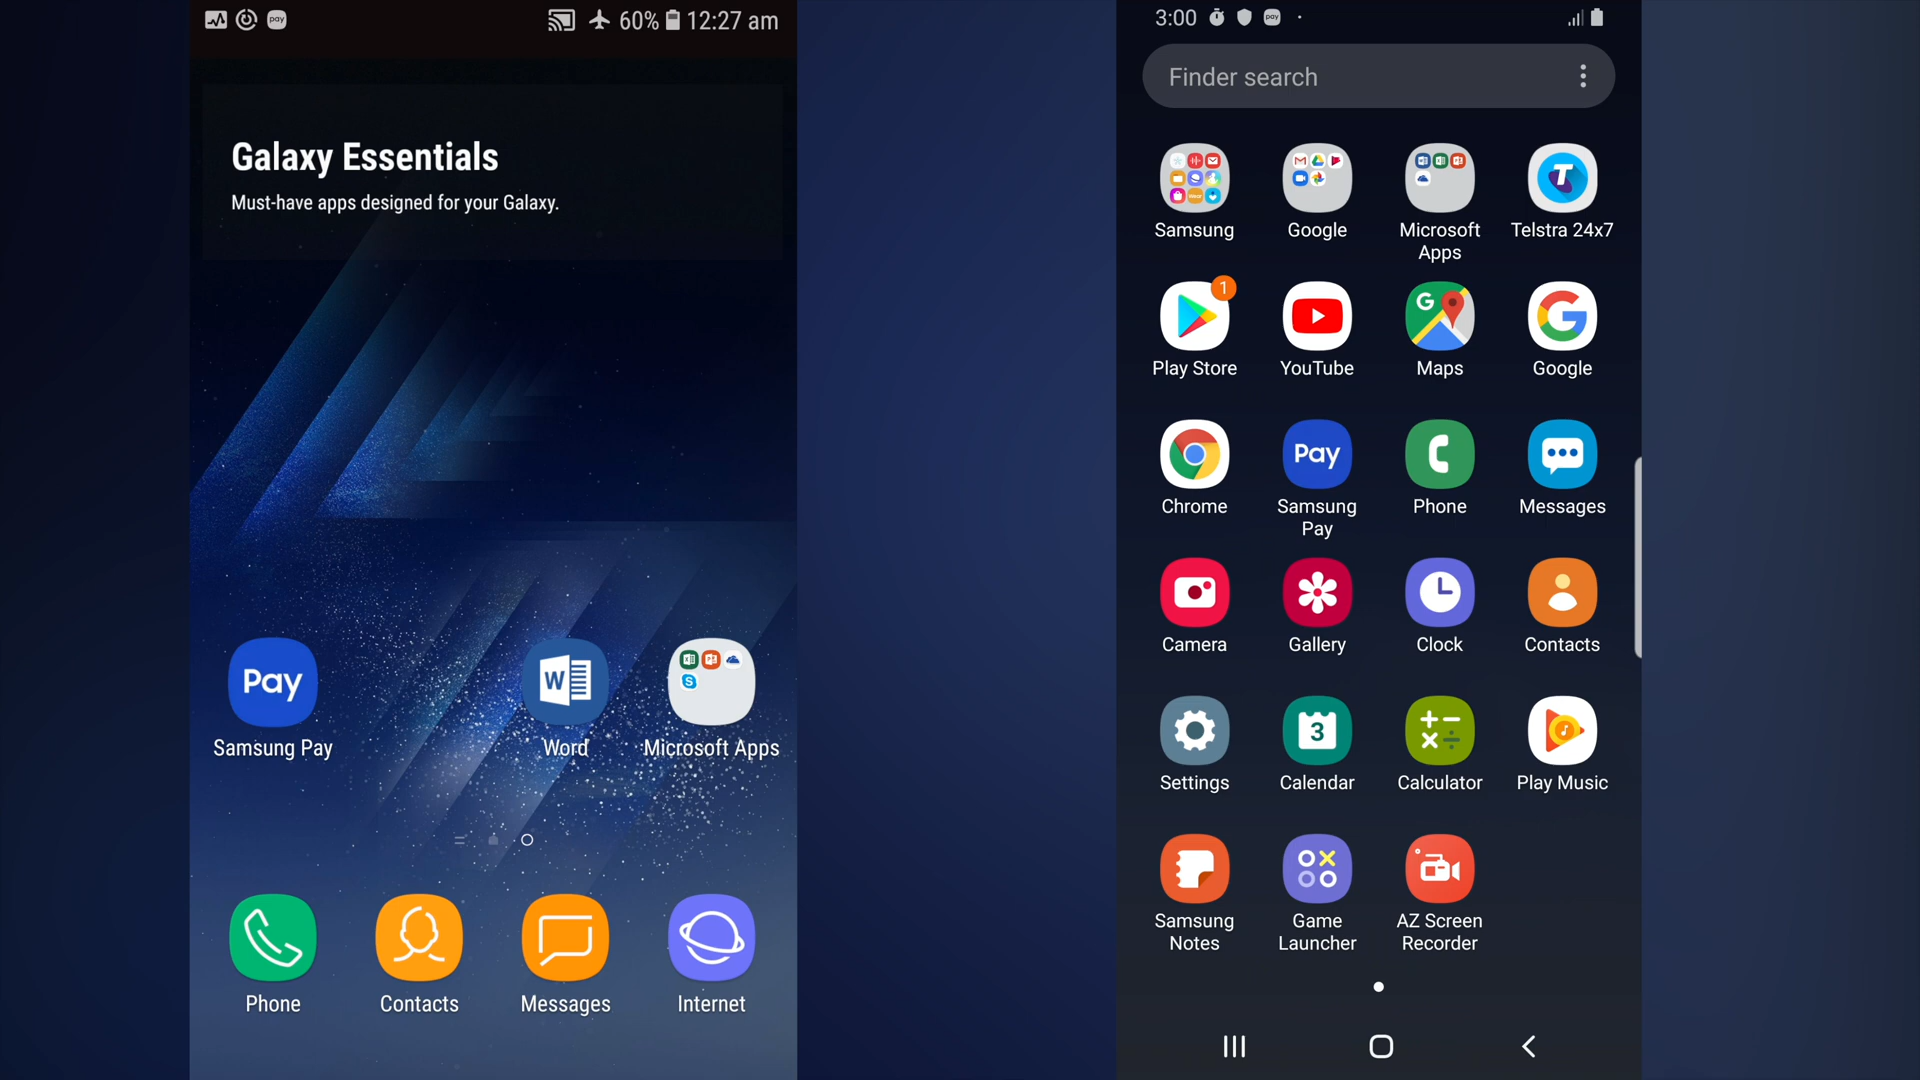 pay
60%
12:27 am
Galaxy Essentials
Must-have apps designed for your Galaxy.
Pay
W
S
Samsung Pay
Word
Microsoft Apps
Phone
Contacts
Messages
Internet
3:00
pay
Finder search
T
Samsung
Google
Microsoft
Apps
Telstra 24x7
1
G
Play Store
YouTube
Maps
Google
Pay
Chrome
Samsung
Pay
Phone
Messages
Camera
Gallery
Clock
Contacts
3
Settings
Calendar
Calculator
Play Music
Samsung
Notes
Game
Launcher
AZ Screen
Recorder